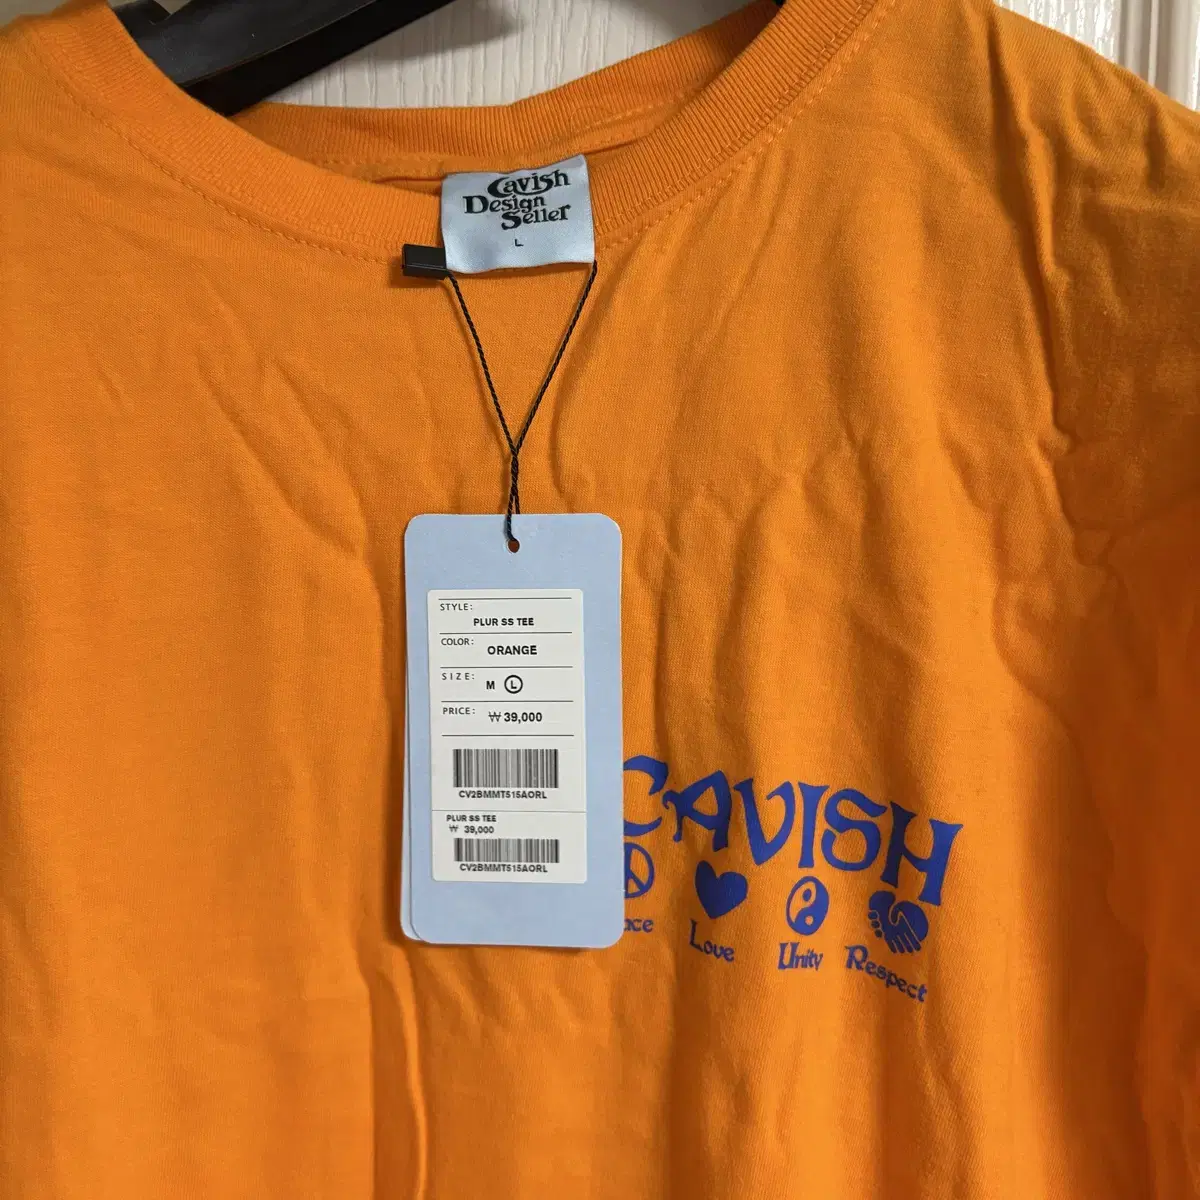 Cavish
Design
Seller
L
STYLE:
PLUR SS TEE
COLOR:
ORANGE
SIZE:
M L
PRICE:
₩ 39,000
CV2BMMT515AORL
PLUR SS TEE
₩ 39,000
CV2BMMT515AORL
CAVISH
Love
Unity
Respect